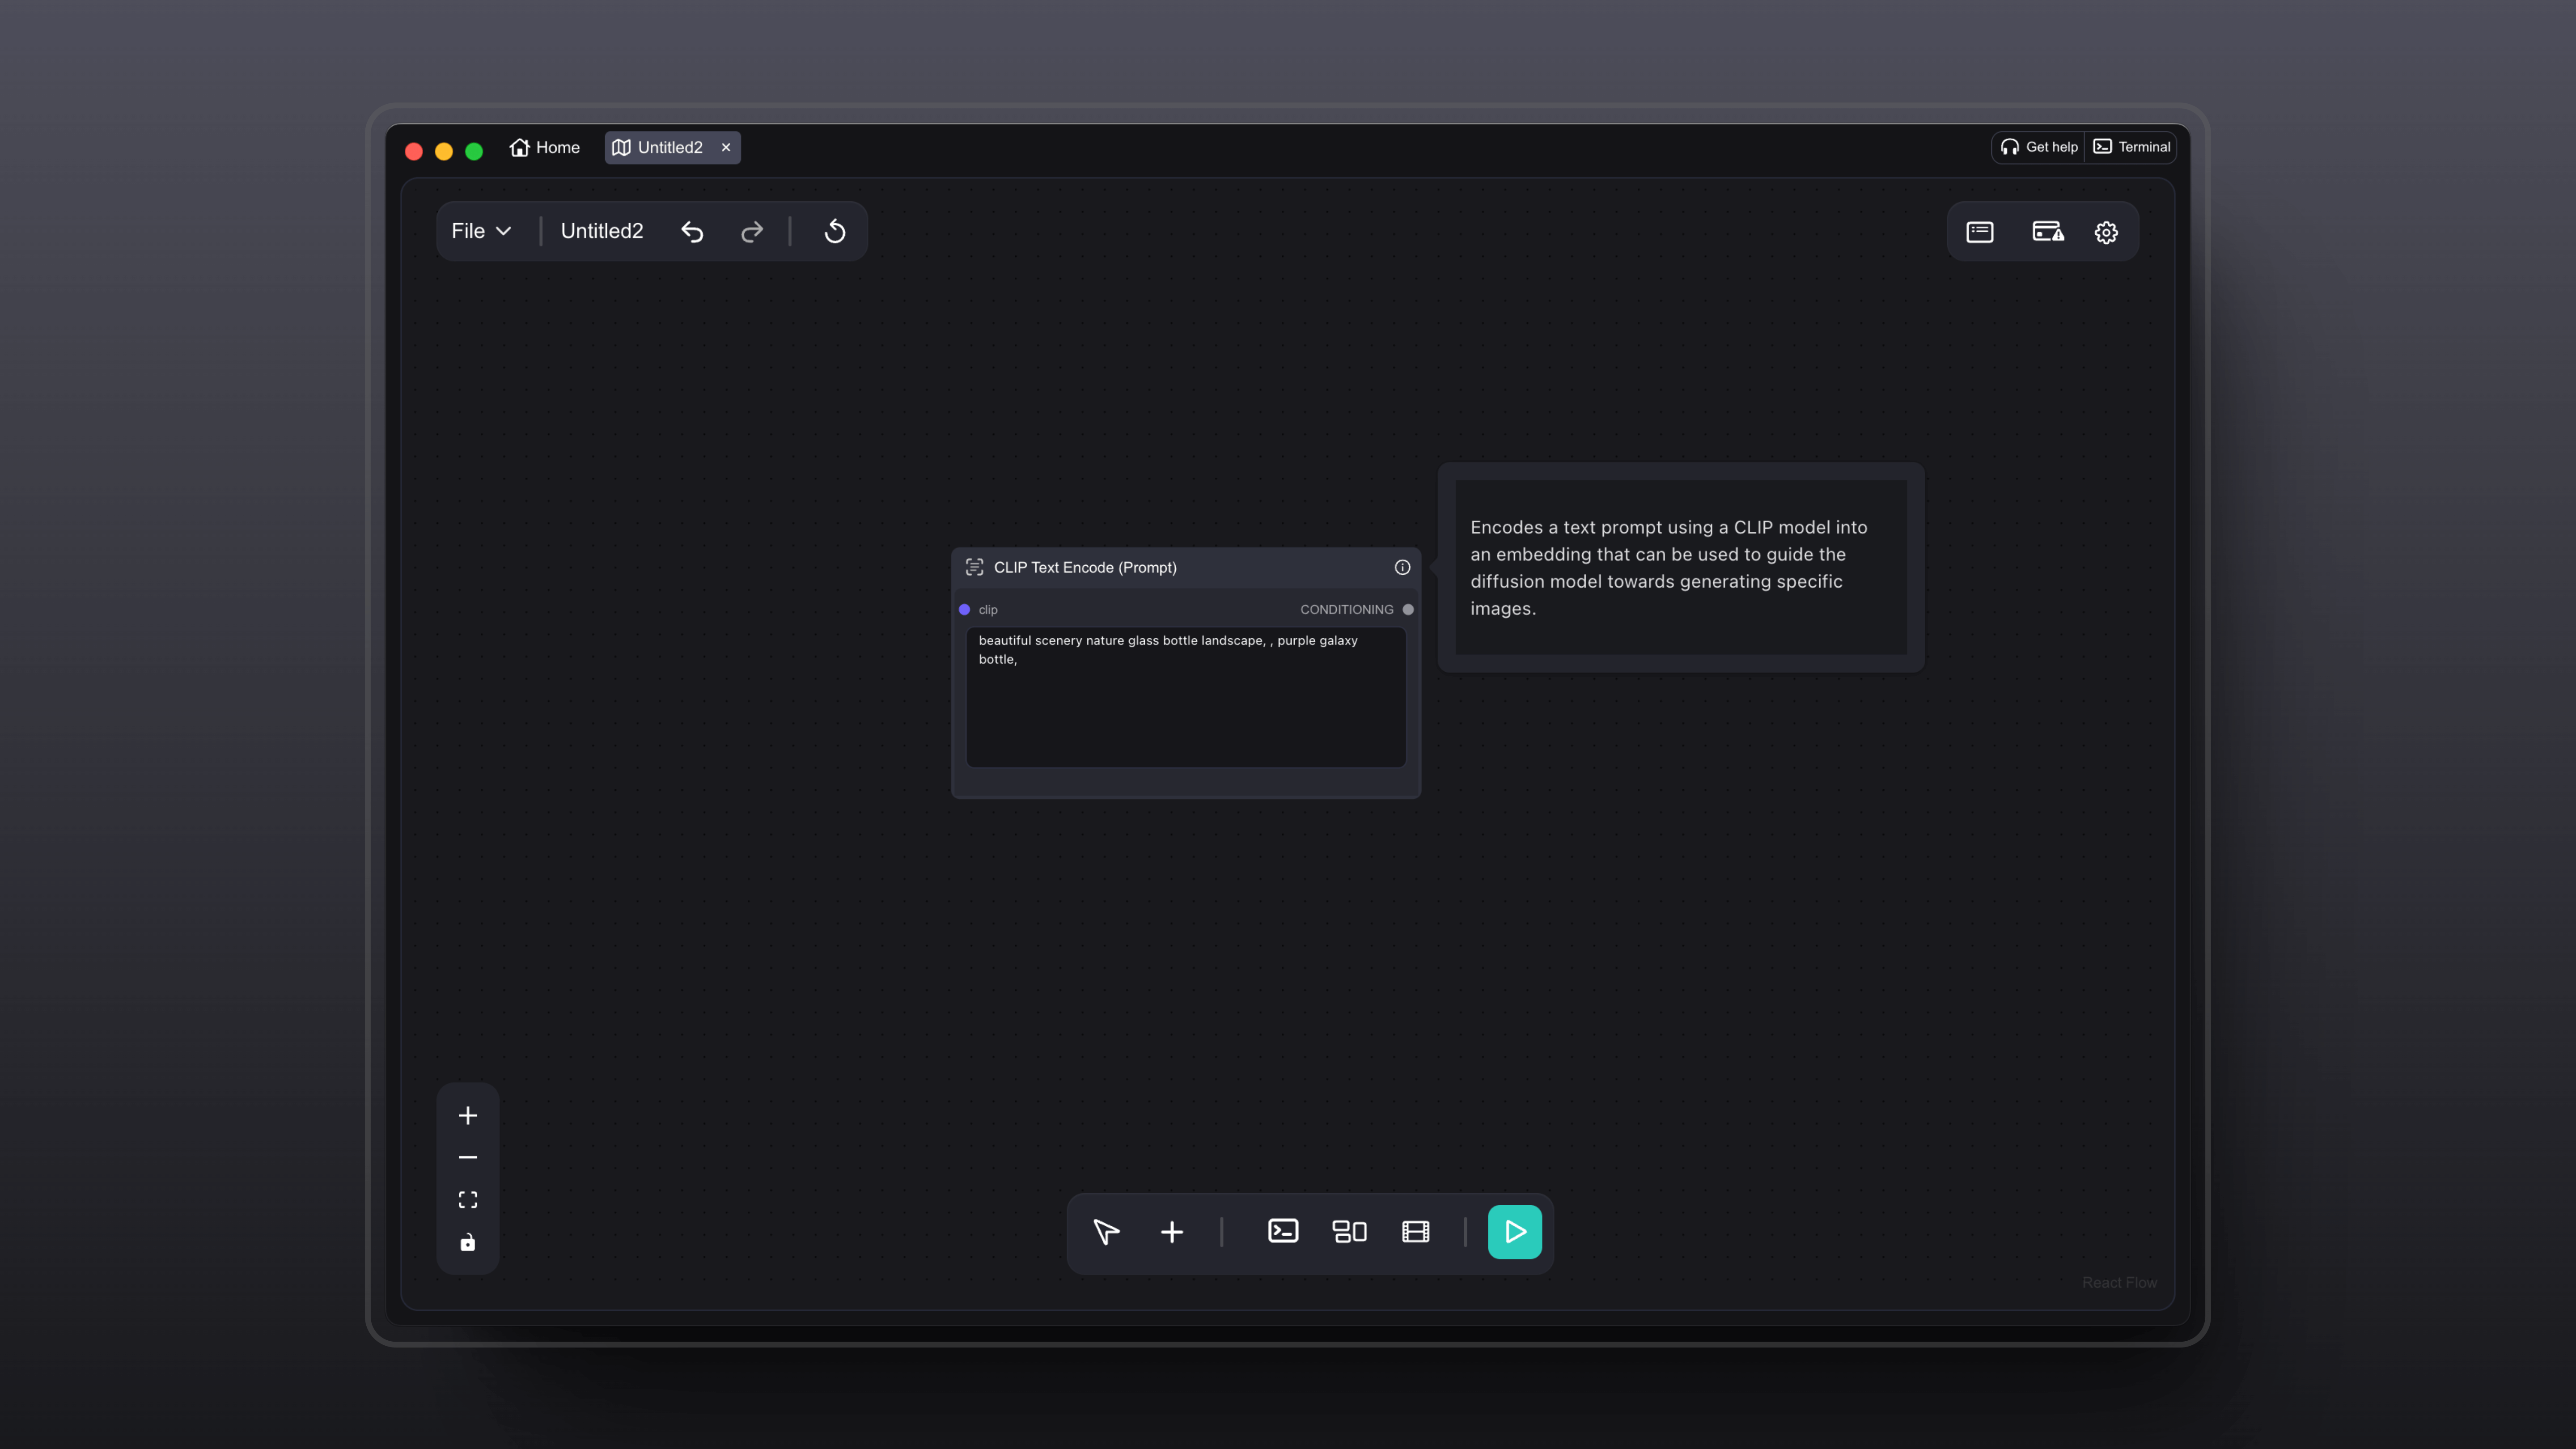 Home
Untitled2
Get help
Terminal
File
Untitled2
Encodes a text prompt using a CLIP model into
an embedding that can be used to guide the
diffusion model towards generating specific
images.
CLIP Text Encode (Prompt)
clip
CONDITIONING
beautiful scenery nature glass bottle landscape, , purple galaxy
bottle,
React Flow